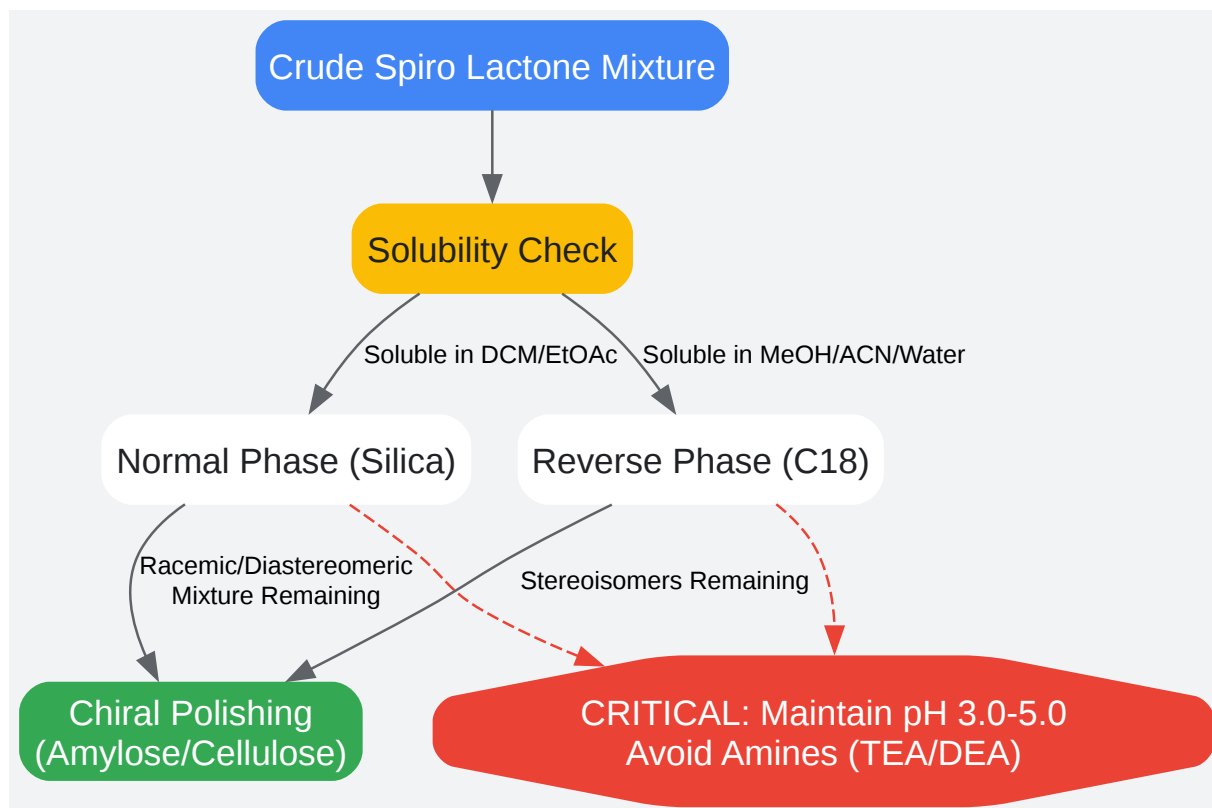 Crude Spiro Lactone Mixture
Solubility Check
Soluble in DCM/EtOAc
Soluble in MeOH/ACN/Water
Normal Phase (Silica)
Reverse Phase (C18)
Racemic/Diastereomeric
Mixture Remaining
Stereoisomers Remaining
Chiral Polishing
(Amylose/Cellulose)
CRITICAL: Maintain pH 3.0-5.0
Avoid Amines (TEA/DEA)